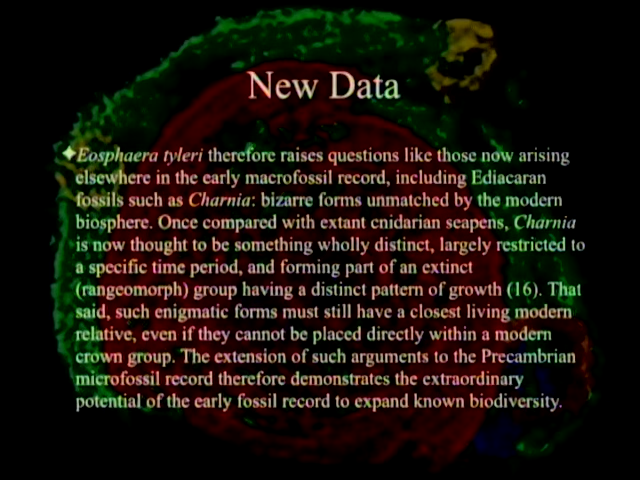 New Data
Eosphaera tyleri therefore raises questions like those now arising
elsewhere in the early macrofossil record, including Ediacaran
fossils such as Charnia: bizarre forms unmatched by the modern
biosphere. Once compared with extant cnidarian seapens, Charnia
is now thought to be something wholly distinct, largely restricted to
a specific time period, and forming part of an extinct
(rangeomorph) group having a distinct pattern of growth (16). That
said, such enigmatic forms must still have a closest living modern
relative, even if they cannot be placed directly within a modern
crown group. The extension of such arguments to the Precambrian
microfossil record therefore demonstrates the extraordinary
potential of the early fossil record to expand known biodiversity.